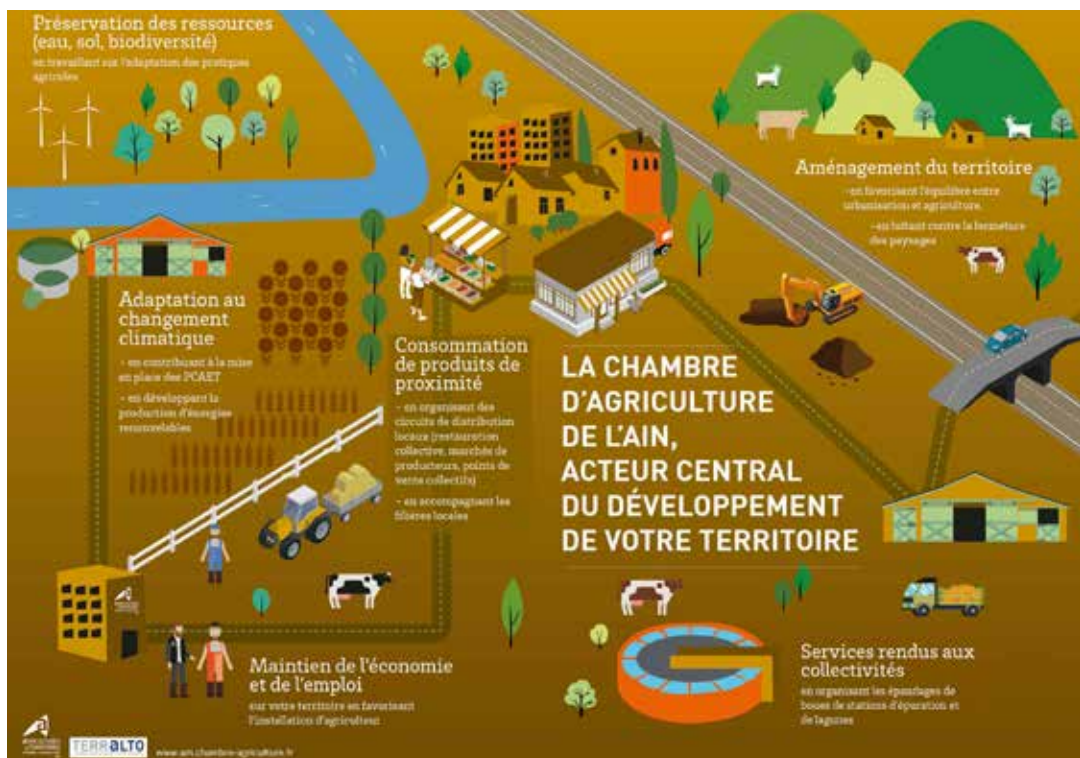 Préservation des ressources
(eau, sol, biodiversité)
en travaillant sur l'adaptation des pratiques
agricoles
Aménagement du territoire
- en favorisant l'équilibre entre
urbanisation et agriculture,
- en luttant contre la fermeture
des paysages
Adaptation au
changement
climatique
- en contribuant à la mise
en place des PCAET
- en développant la
production d'énergies
renouvelables
Consommation
de produits de
proximité
- en organisant des
circuits de distribution
locaux (restauration
collective, marchés de
producteurs, points de
vente collectifs)
- en accompagnant les
filières locales
LA CHAMBRE
D'AGRICULTURE
DE L'AIN,
ACTEUR CENTRAL
DU DÉVELOPPEMENT
DE VOTRE TERRITOIRE
Maintien de l'économie
et de l'emploi
sur votre territoire en favorisant
l'installation d'agriculteur
Services rendus aux
collectivités
en organisant les épandages de
boues de stations d'épuration et
de lagunes
TERRALTO
www.ain.chambre-agriculture.fr